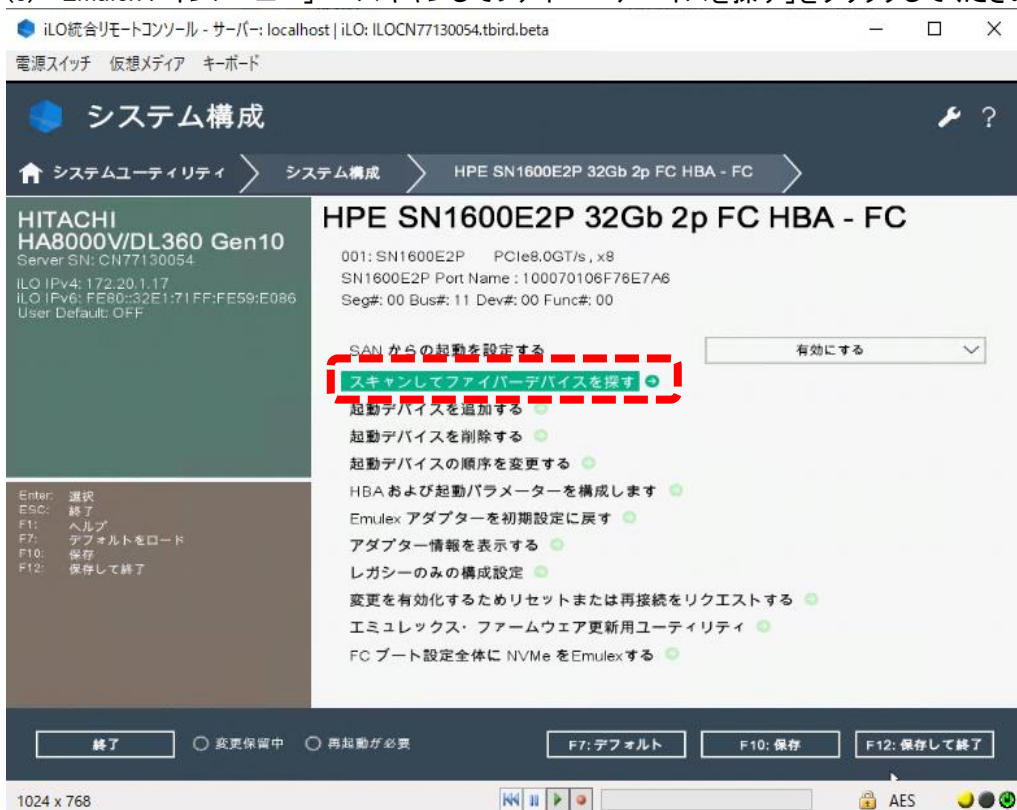 iLO統合リモートコンソール - サーバー: localhost | iLO: ILOCN77130054.tbird.beta
電源スイッチ 仮想メディア キーボード
システム構成
?
システムユーティリティ
システム構成
HPE SN1600E2P 32Gb 2p FC HBA - FC
HITACHI
HA8000V/DL360 Gen10
Server SN: CN77130054
iLO IPv4: 172.20.1.17
iLO IPv6: FE80::32E1:71FF:FE59:E086
User Default: OFF
Enter: 選択
ESC: 終了
F1: ヘルプ
F7: デフォルトをロード
F10: 保存
F12: 保存して終了
HPE SN1600E2P 32Gb 2p FC HBA - FC
001: SN1600E2P PCIe8.0GT/s , x8
SN1600E2P Port Name : 100070106F76E7A6
Seg#: 00 Bus#: 11 Dev#: 00 Func#: 00
SAN からの起動を設定する 有効にする
スキャンしてファイバーデバイスを探す
起動デバイスを追加する
起動デバイスを削除する
起動デバイスの順序を変更する
HBA および起動パラメーターを構成します
Emulex アダプターを初期設定に戻す
アダプター情報を表示する
レガシーのみの構成設定
変更を有効化するためリセットまたは再接続をリクエストする
エミュレックス・ファームウェア更新用ユーティリティ
FC ブート設定全体に NVMe をEmulexする
終了 変更保留中 再起動が必要 F7: デフォルト F10: 保存 F12: 保存して終了
1024 x 768 AES